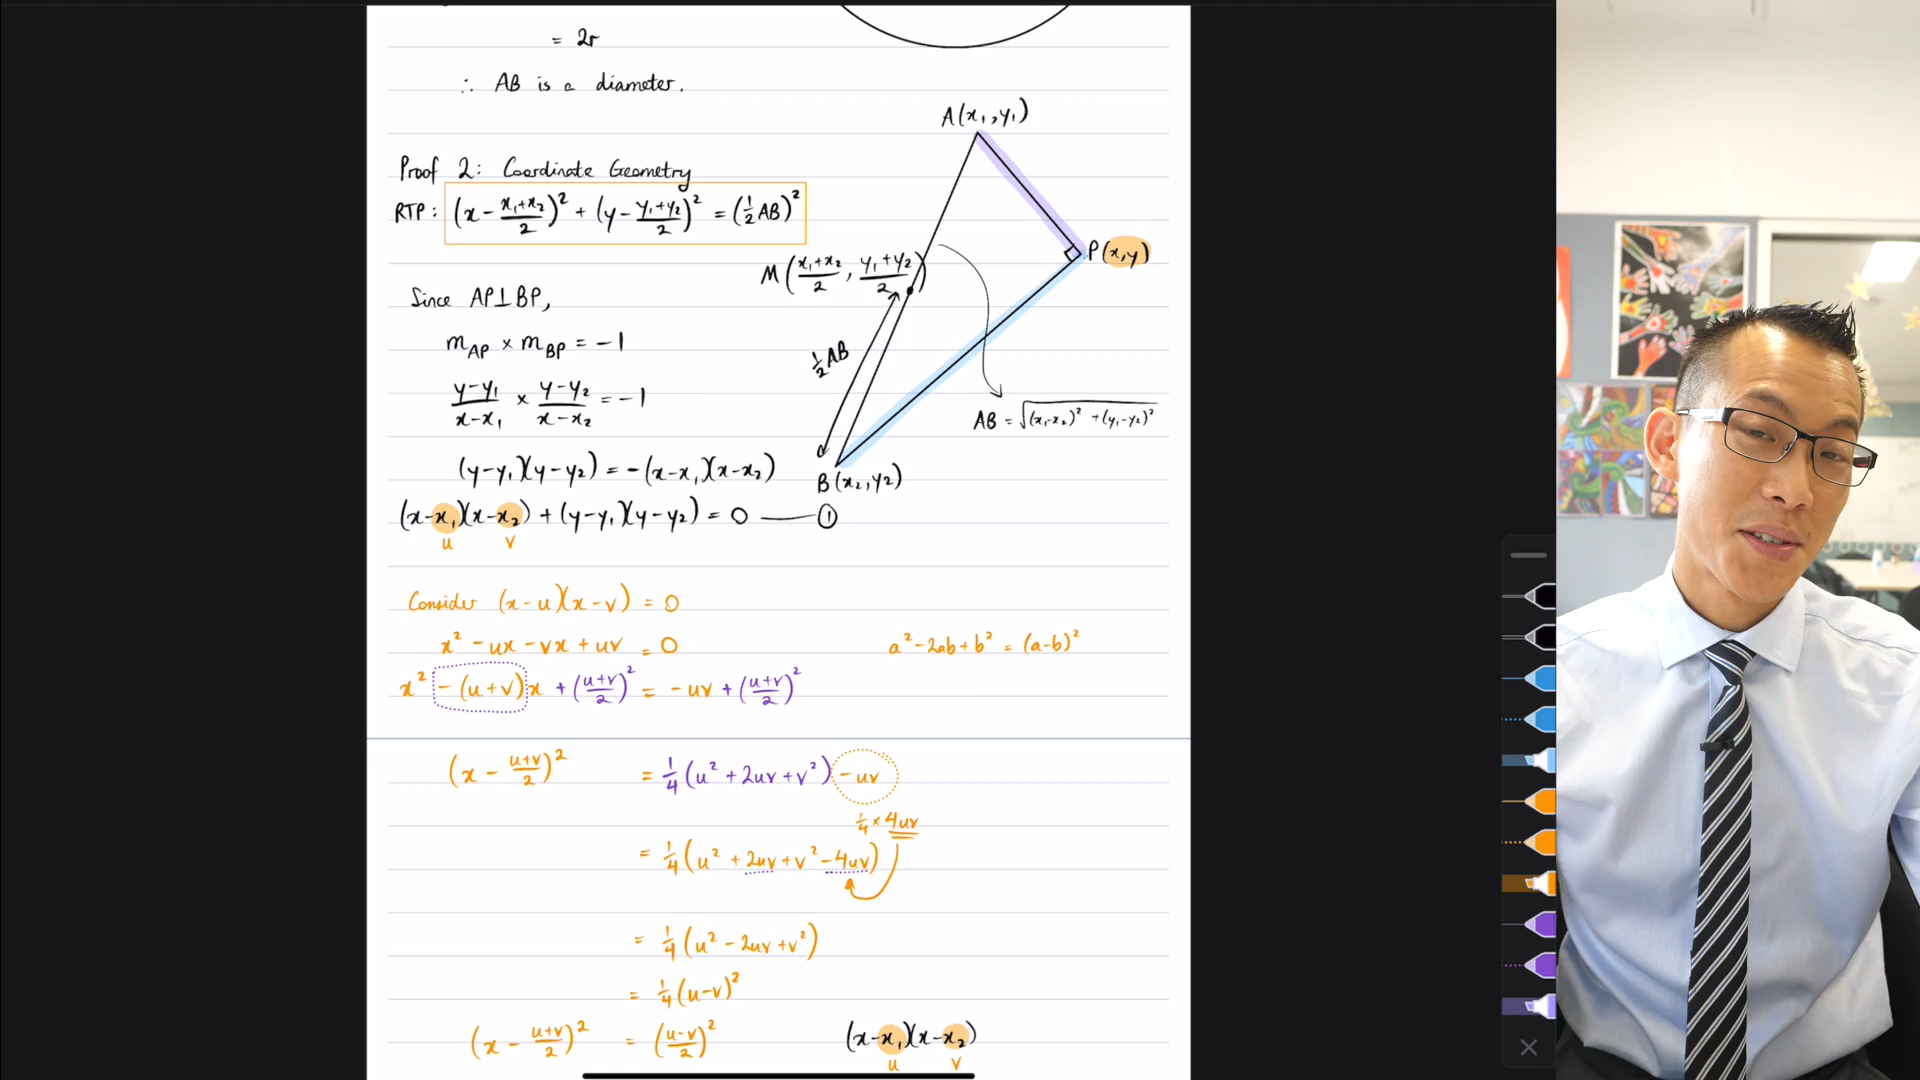 = 2r
∴ AB is a diameter.
A(x₁,y₁)
Proof 2: Coordinate Geometry
RTP: (x - (x₁+x₂)/2)² + (y - (y₁+y₂)/2)² = (½AB)²
P(x,y)
M((x₁+x₂)/2, (y₁+y₂)/2)
Since AP⊥BP,
m_AP × m_BP = -1
½AB
(y-y₁)/(x-x₁) × (y-y₂)/(x-x₂) = -1
AB = √((x₁-x₂)² + (y₁-y₂)²)
(y-y₁)(y-y₂) = -(x-x₁)(x-x₂)
B(x₂,y₂)
(x-x₁)(x-x₂) + (y-y₁)(y-y₂) = 0 — ①
u v
Consider (x-u)(x-v) = 0
x² - ux - vx + uv = 0
a² - 2ab + b² = (a-b)²
x² - (u+v)x + ((u+v)/2)² = -uv + ((u+v)/2)²
(x - (u+v)/2)² = ¼(u² + 2uv + v²) - uv
¼ × 4uv
= ¼(u² + 2uv + v² - 4uv)
= ¼(u² - 2uv + v²)
= ¼(u-v)²
(x - (u+v)/2)² = ((u-v)/2)²
(x-x₁)(x-x₂)
u v